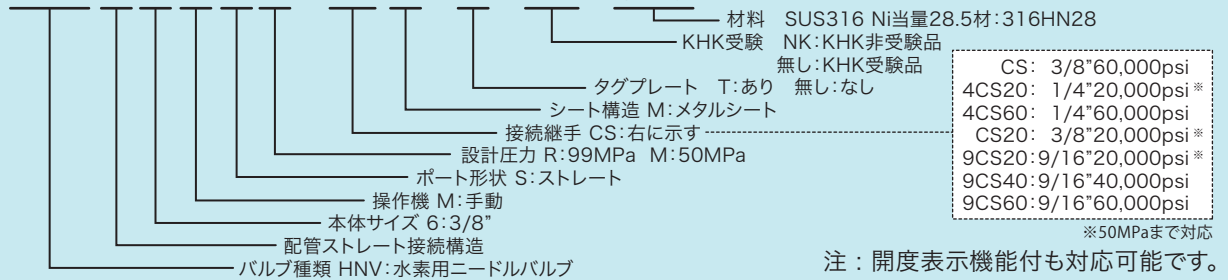 材料　SUS316 Ni当量28.5材：316HN28
KHK受験　NK：KHK非受験品
無し：KHK受験品
タグプレート　T：あり　無し：なし
シート構造 M：メタルシート
接続継手 CS：右に示す
設計圧力 R：99MPa　M：50MPa
ポート形状 S：ストレート
操作機 M：手動
本体サイズ 6：3/8”
配管ストレート接続構造
バルブ種類 HNV：水素用ニードルバルブ
CS： 3/8”60,000psi
4CS20： 1/4”20,000psi※
4CS60： 1/4”60,000psi
CS20： 3/8”20,000psi※
9CS20：9/16”20,000psi※
9CS40：9/16”40,000psi
9CS60：9/16”60,000psi
※50MPaまで対応
注：開度表示機能付も対応可能です。